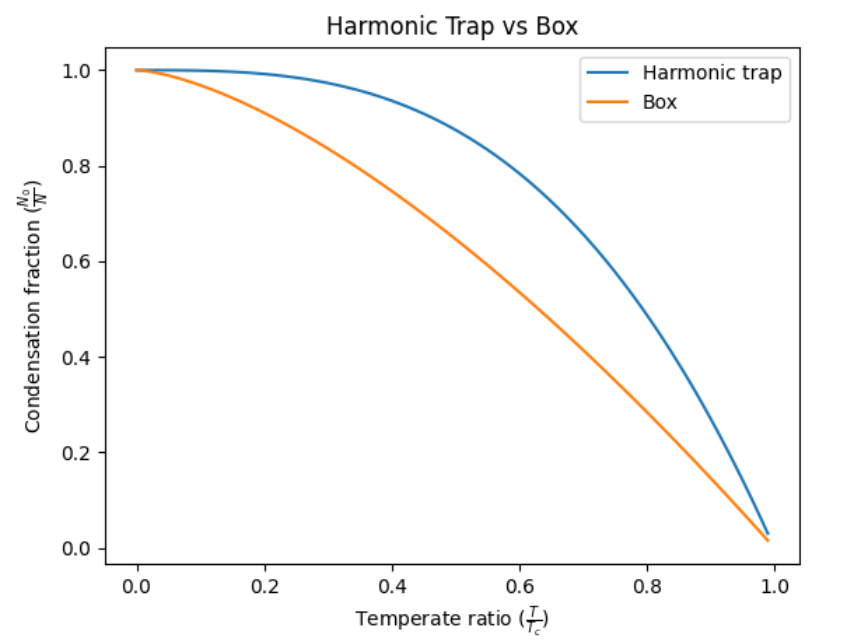 Harmonic Trap vs Box
Harmonic trap
Box
1.0
0.8
0.6
0.4
0.2
0.0
Condensation fraction (N₀/N)
0.0 0.2 0.4 0.6 0.8 1.0
Temperate ratio (T/T_c)